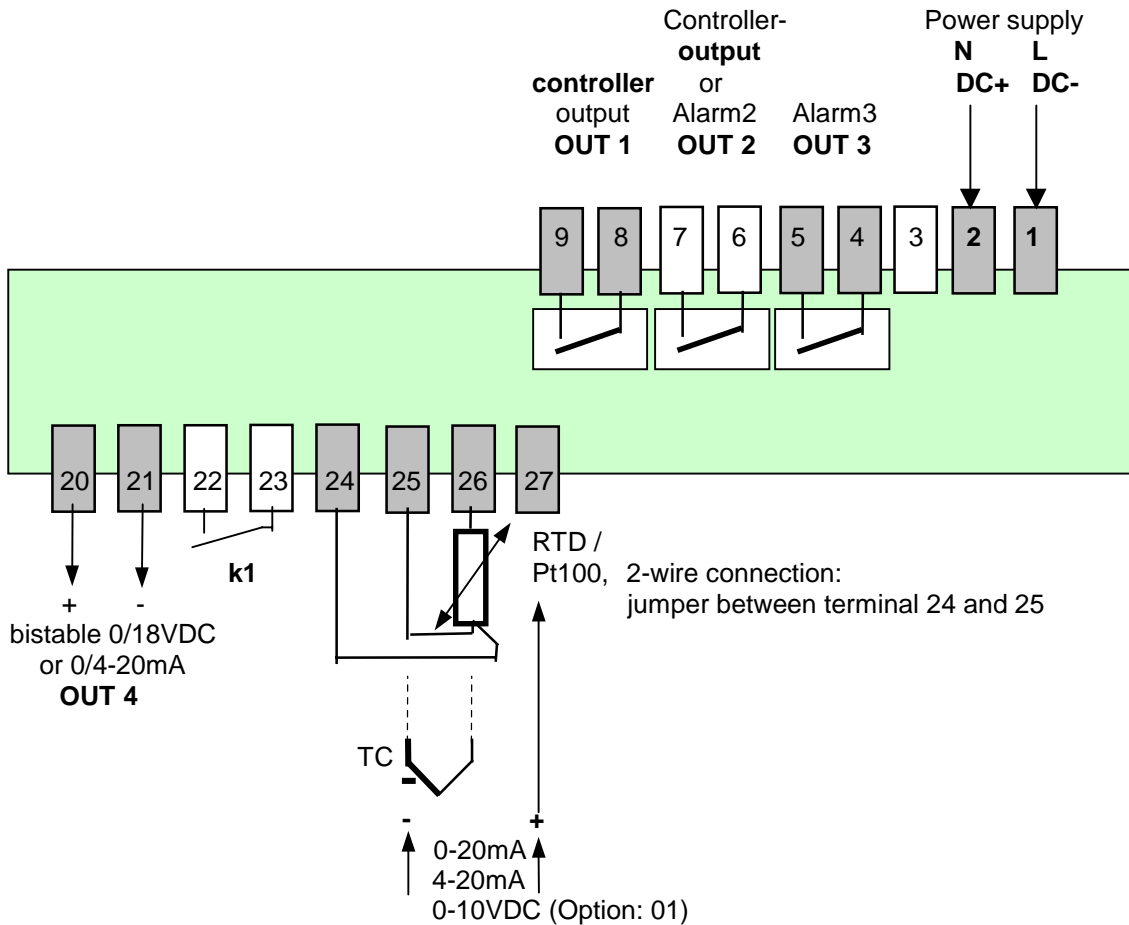 Controller-
output
or
Alarm2
OUT 2
Power supply
N L
DC+ DC-
controller
output
OUT 1
Alarm3
OUT 3
9 8 7 6 5 4 3 2 1
20 21 22 23 24 25 26 27
k1
+ -
bistable 0/18VDC
or 0/4-20mA
OUT 4
RTD /
Pt100, 2-wire connection:
jumper between terminal 24 and 25
TC
-
- +
0-20mA
4-20mA
0-10VDC (Option: 01)